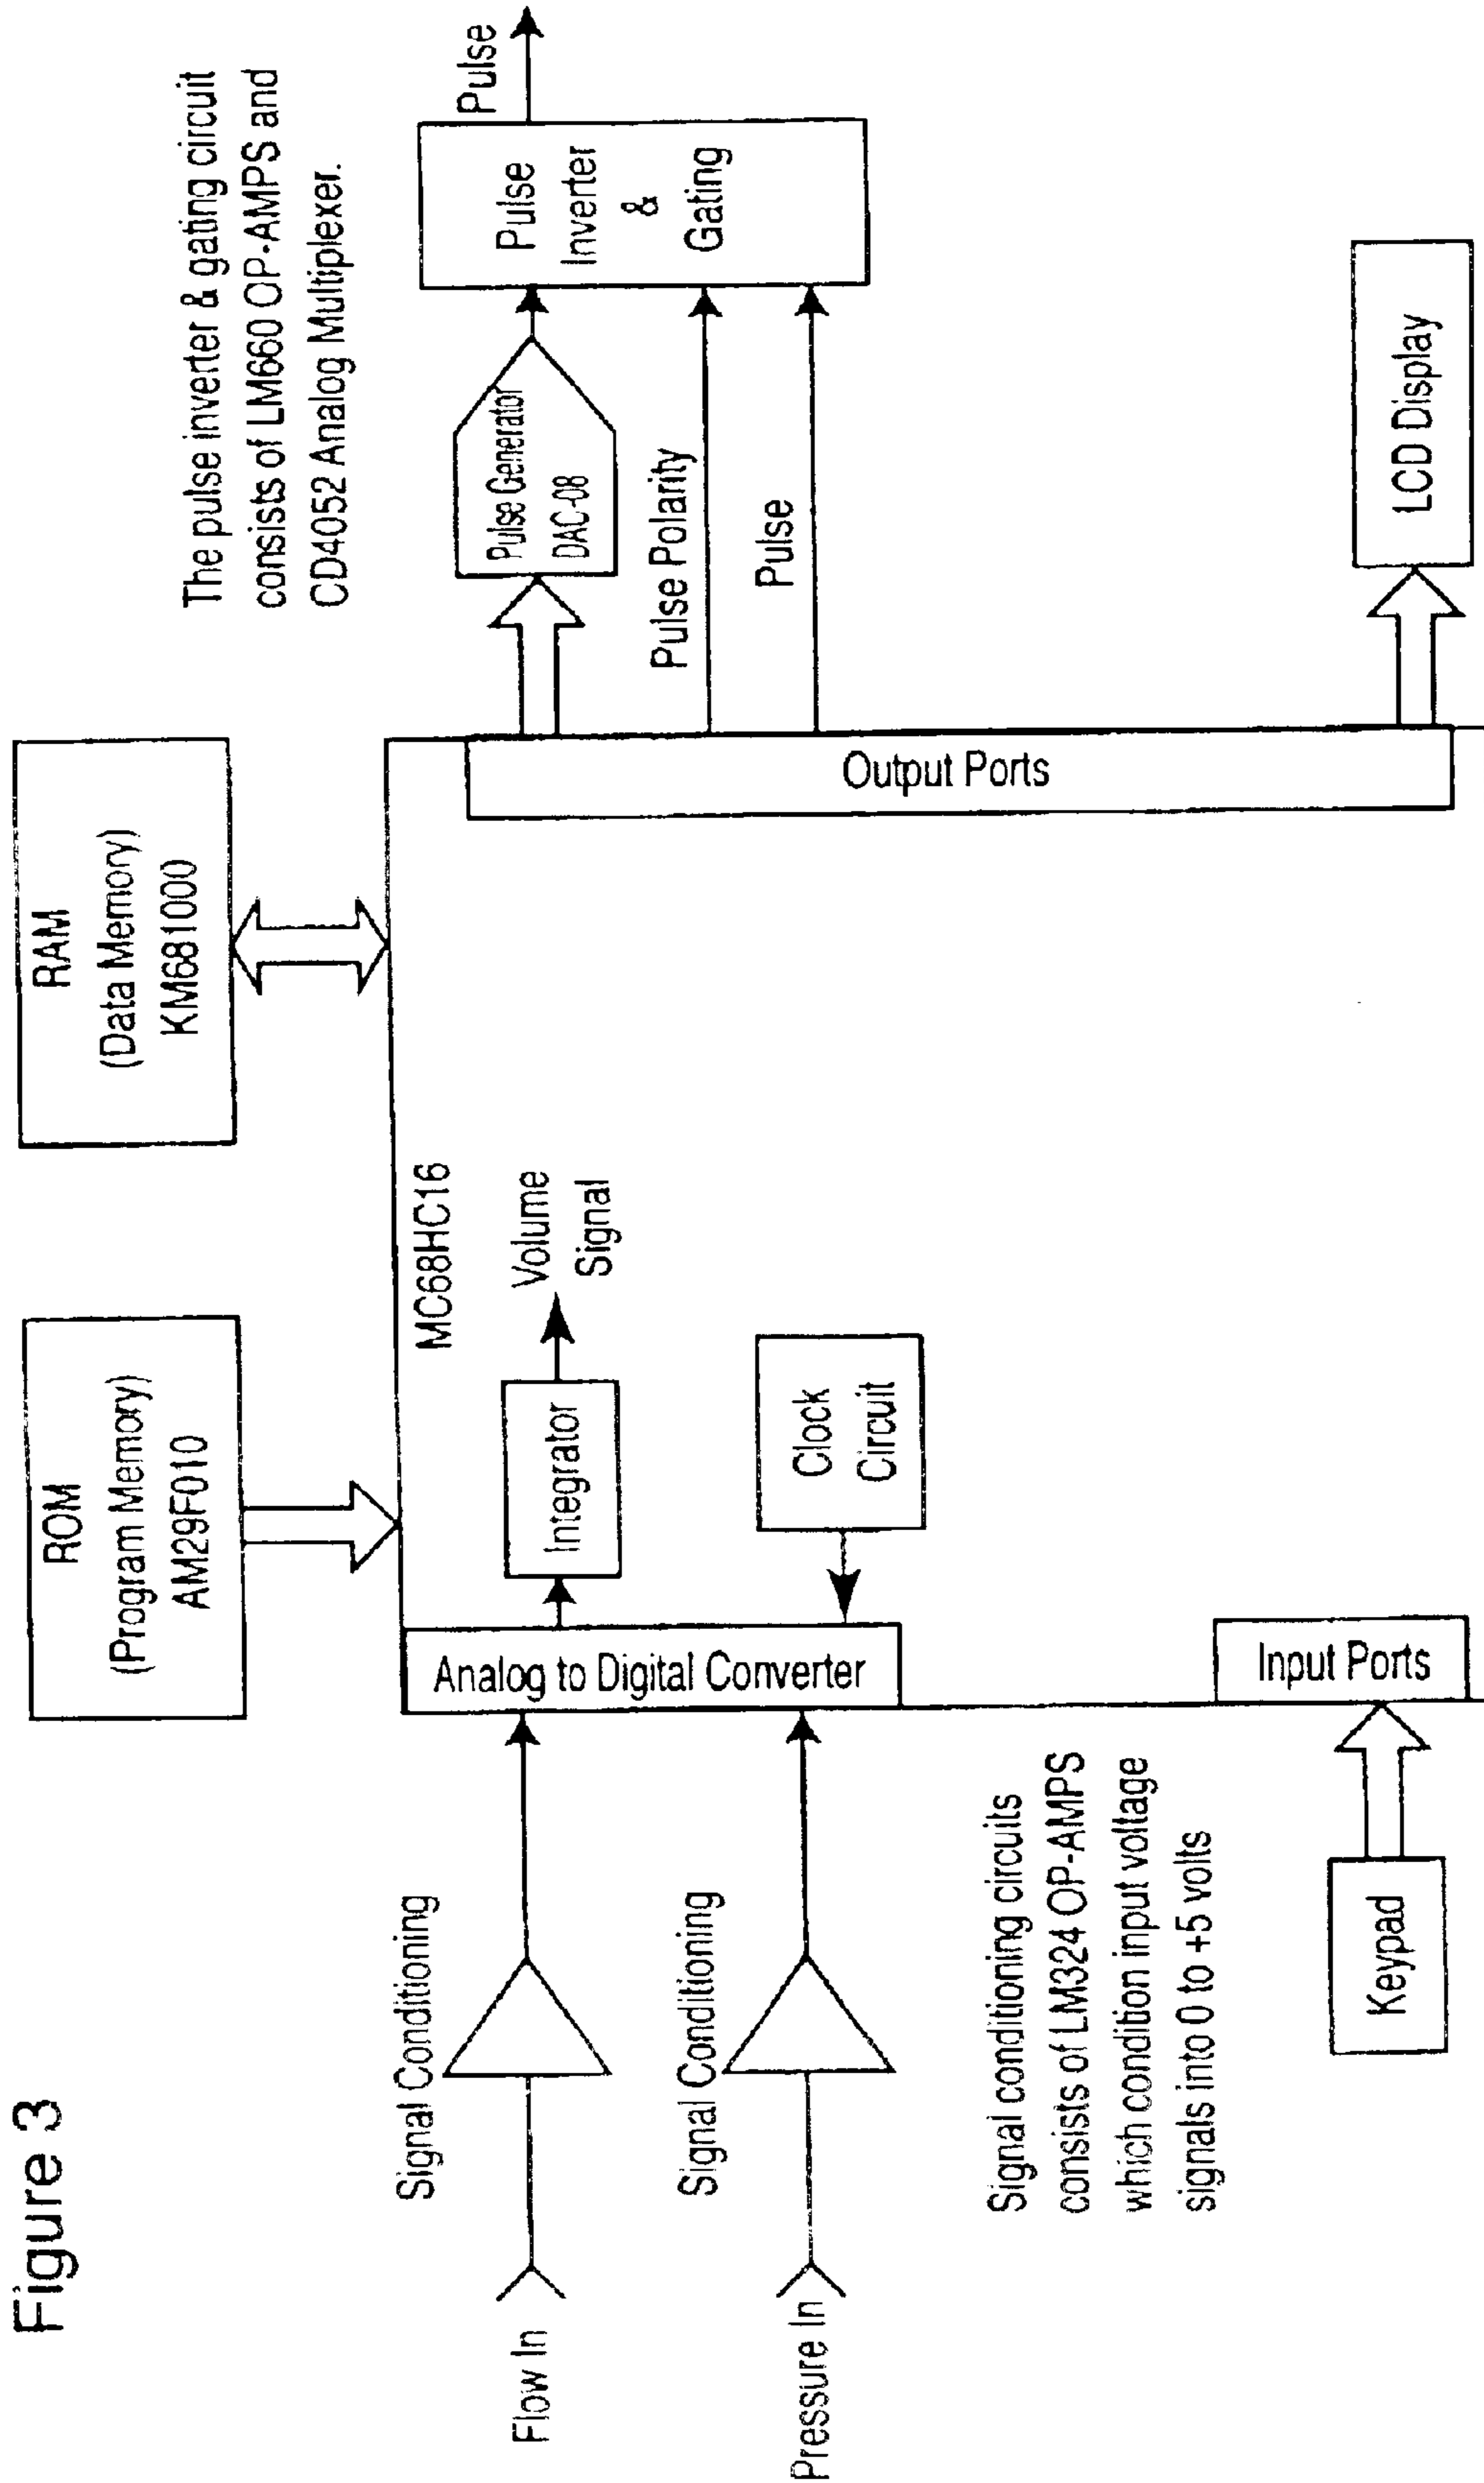 Figure 3
ROM
(Program Memory)
AM29F010
RAM
(Data Memory)
KM681000
The pulse inverter & gating circuit
consists of LM660 OP-AMPS and
CD4052 Analog Multiplexer.
MC68HC16
Flow In
Signal Conditioning
Pressure In
Signal Conditioning
Analog to Digital Converter
Integrator
Volume
Signal
Clock
Circuit
Signal conditioning circuits
consists of LM324 OP-AMPS
which condition input voltage
signals into 0 to +5 volts
Keypad
Input Ports
Output Ports
Pulse Generator
DAC-08
Pulse Polarity
Pulse
Pulse
Inverter
&
Gating
Pulse
LCD Display